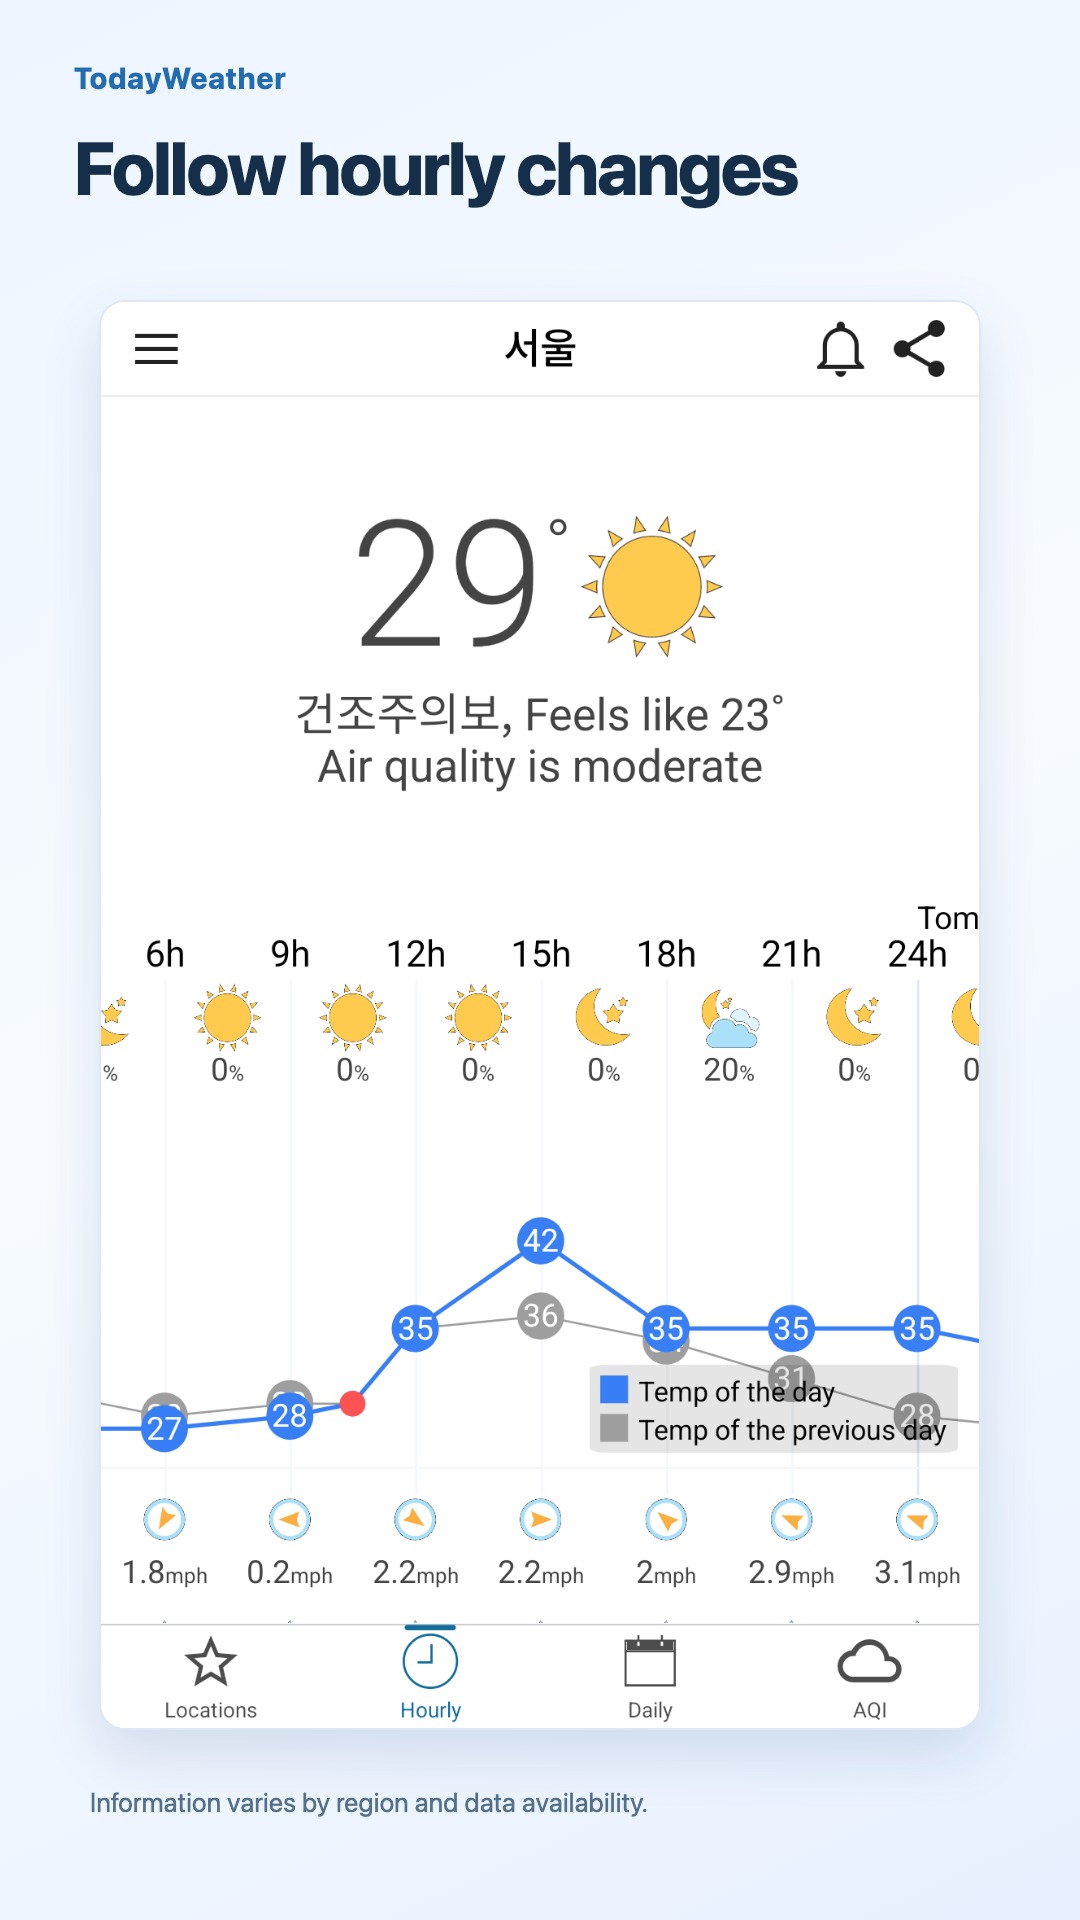 TodayWeather
Follow hourly changes
서울
29°
건조주의보, Feels like 23°
Air quality is moderate
Tom
6h 9h 12h 15h 18h 21h 24h
% 0% 0% 0% 0% 20% 0% 0
42
36
35 35 35 35
31
28
27 28
Temp of the day
Temp of the previous day
1.8mph 0.2mph 2.2mph 2.2mph 2mph 2.9mph 3.1mph
Locations Hourly Daily AQI
Information varies by region and data availability.